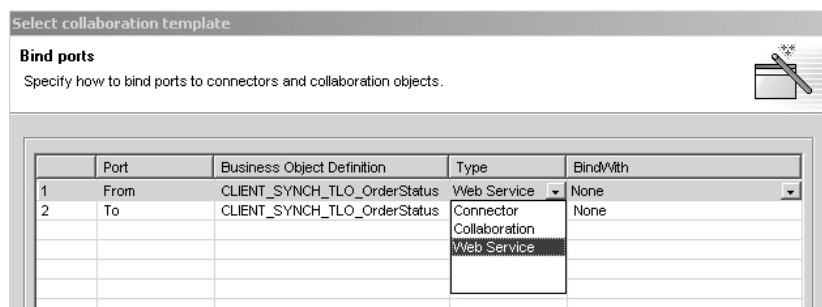 Select collaboration template
Bind ports
Specify how to bind ports to connectors and collaboration objects.
Port Business Object Definition Type BindWith
1 From CLIENT_SYNCH_TLO_OrderStatus Web Service None
2 To CLIENT_SYNCH_TLO_OrderStatus Connector None
Collaboration
Web Service